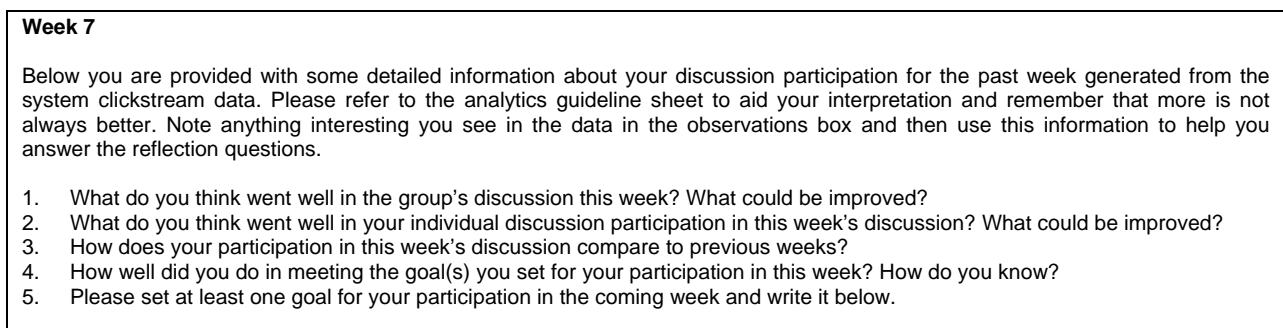 Week 7
Below you are provided with some detailed information about your discussion participation for the past week generated from the
system clickstream data. Please refer to the analytics guideline sheet to aid your interpretation and remember that more is not
always better. Note anything interesting you see in the data in the observations box and then use this information to help you
answer the reflection questions.
1. What do you think went well in the group's discussion this week? What could be improved?
2. What do you think went well in your individual discussion participation in this week's discussion? What could be improved?
3. How does your participation in this week's discussion compare to previous weeks?
4. How well did you do in meeting the goal(s) you set for your participation in this week? How do you know?
5. Please set at least one goal for your participation in the coming week and write it below.